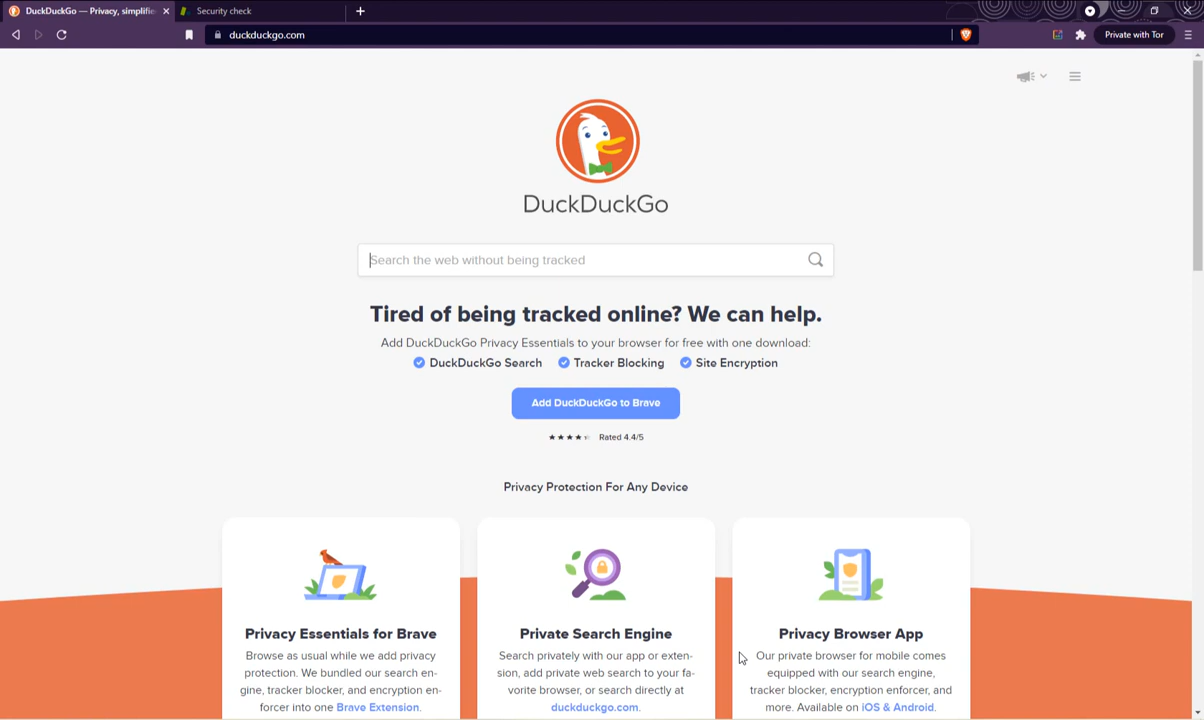 DuckDuckGo — Privacy, simplifie
Security check
duckduckgo.com
Private with Tor
DuckDuckGo
Search the web without being tracked
Tired of being tracked online? We can help.
Add DuckDuckGo Privacy Essentials to your browser for free with one download:
DuckDuckGo Search Tracker Blocking Site Encryption
Add DuckDuckGo to Brave
Rated 4.4/5
Privacy Protection For Any Device
Privacy Essentials for Brave
Browse as usual while we add privacy
protection. We bundled our search en-
gine, tracker blocker, and encryption en-
forcer into one Brave Extension.
Private Search Engine
Search privately with our app or exten-
sion, add private web search to your fa-
vorite browser, or search directly at
duckduckgo.com.
Privacy Browser App
Our private browser for mobile comes
equipped with our search engine,
tracker blocker, encryption enforcer, and
more. Available on iOS & Android.